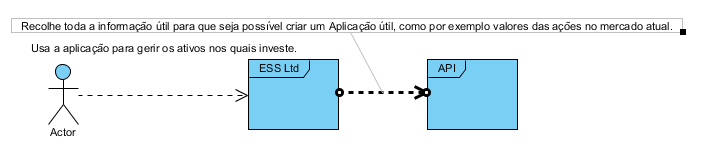 Recolhe toda a informação útil para que seja possível criar um Aplicação útil, como por exemplo valores das ações no mercado atual.
Usa a aplicação para gerir os ativos nos quais investe.
ESS Ltd
API
Actor